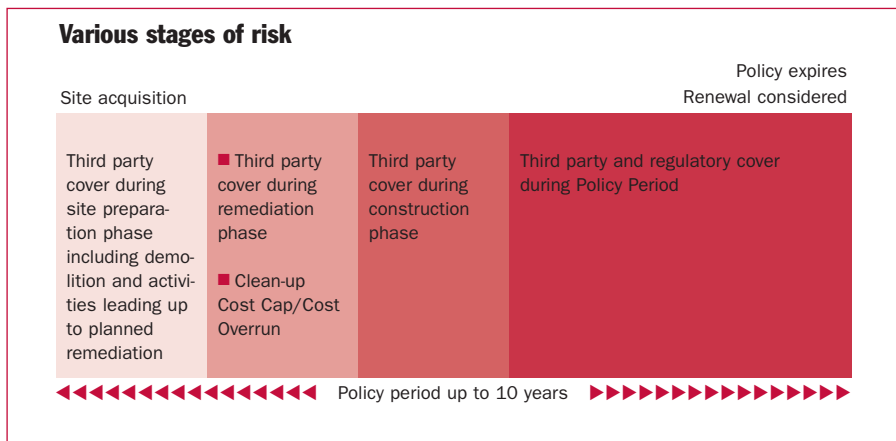 Various stages of risk
Policy expires
Site acquisition
Renewal considered
Third party
cover during
site prepara-
tion phase
including demo-
lition and activi-
ties leading up
to planned
remediation
■ Third party
cover during
remediation
phase
■ Clean-up
Cost Cap/Cost
Overrun
Third party
cover during
construction
phase
Third party and regulatory cover
during Policy Period
Policy period up to 10 years